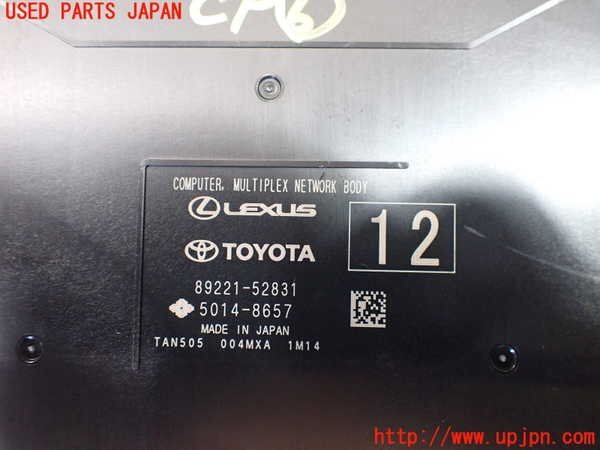 USED PARTS JAPAN
CP⑥
COMPUTER, MULTIPLEX NETWORK BODY
LEXUS
TOYOTA
12
89221-52831
5014-8657
MADE IN JAPAN
TAN505 004MXA 1M14
http://www.upjpn.com/